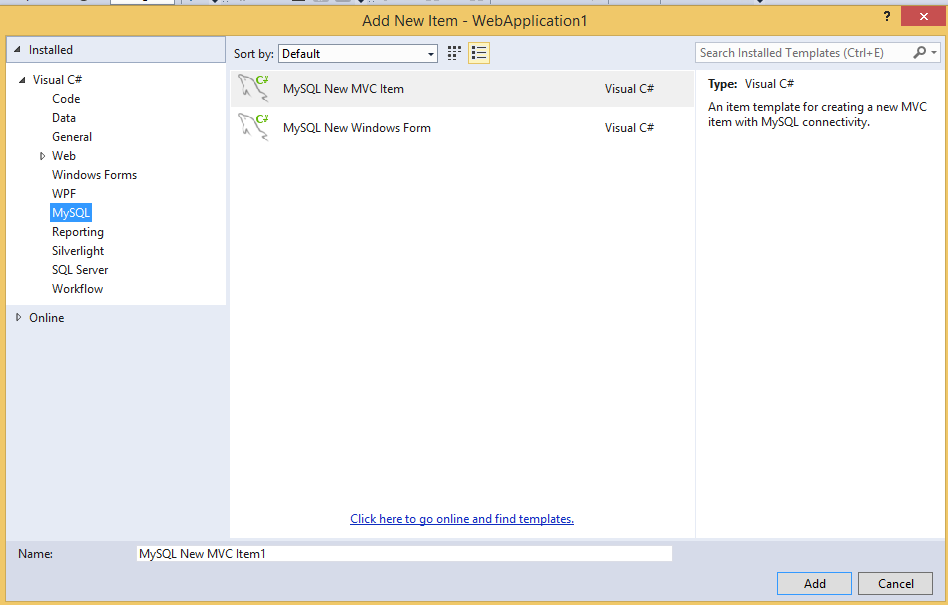 Add New Item - WebApplication1
?
Installed
Sort by: Default
Search Installed Templates (Ctrl+E)
Visual C#
Code
Data
General
Web
Windows Forms
WPF
MySQL
Reporting
Silverlight
SQL Server
Workflow
Online
C# MySQL New MVC Item Visual C#
C# MySQL New Windows Form Visual C#
Type: Visual C#
An item template for creating a new MVC
item with MySQL connectivity.
Click here to go online and find templates.
Name: MySQL New MVC Item1
Add Cancel